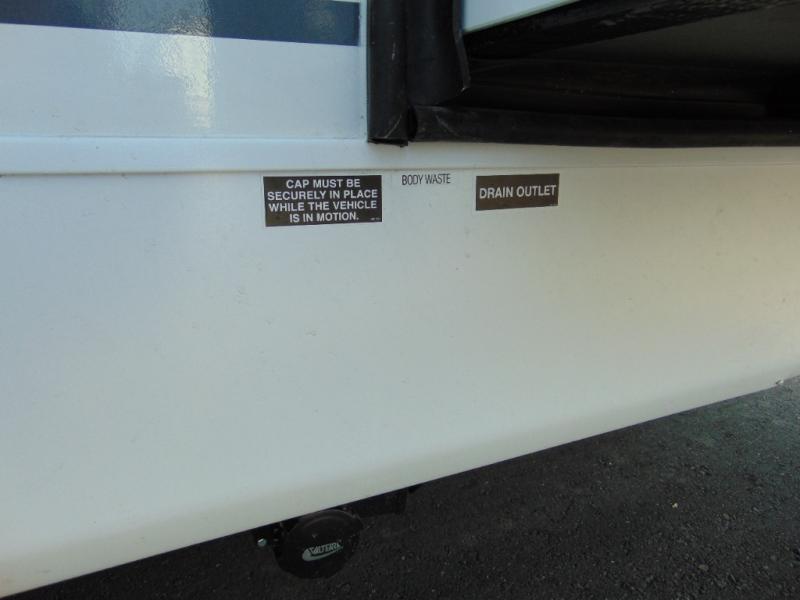 CAP MUST BE
SECURELY IN PLACE
WHILE THE VEHICLE
IS IN MOTION.
BODY WASTE
DRAIN OUTLET
VALTERRA